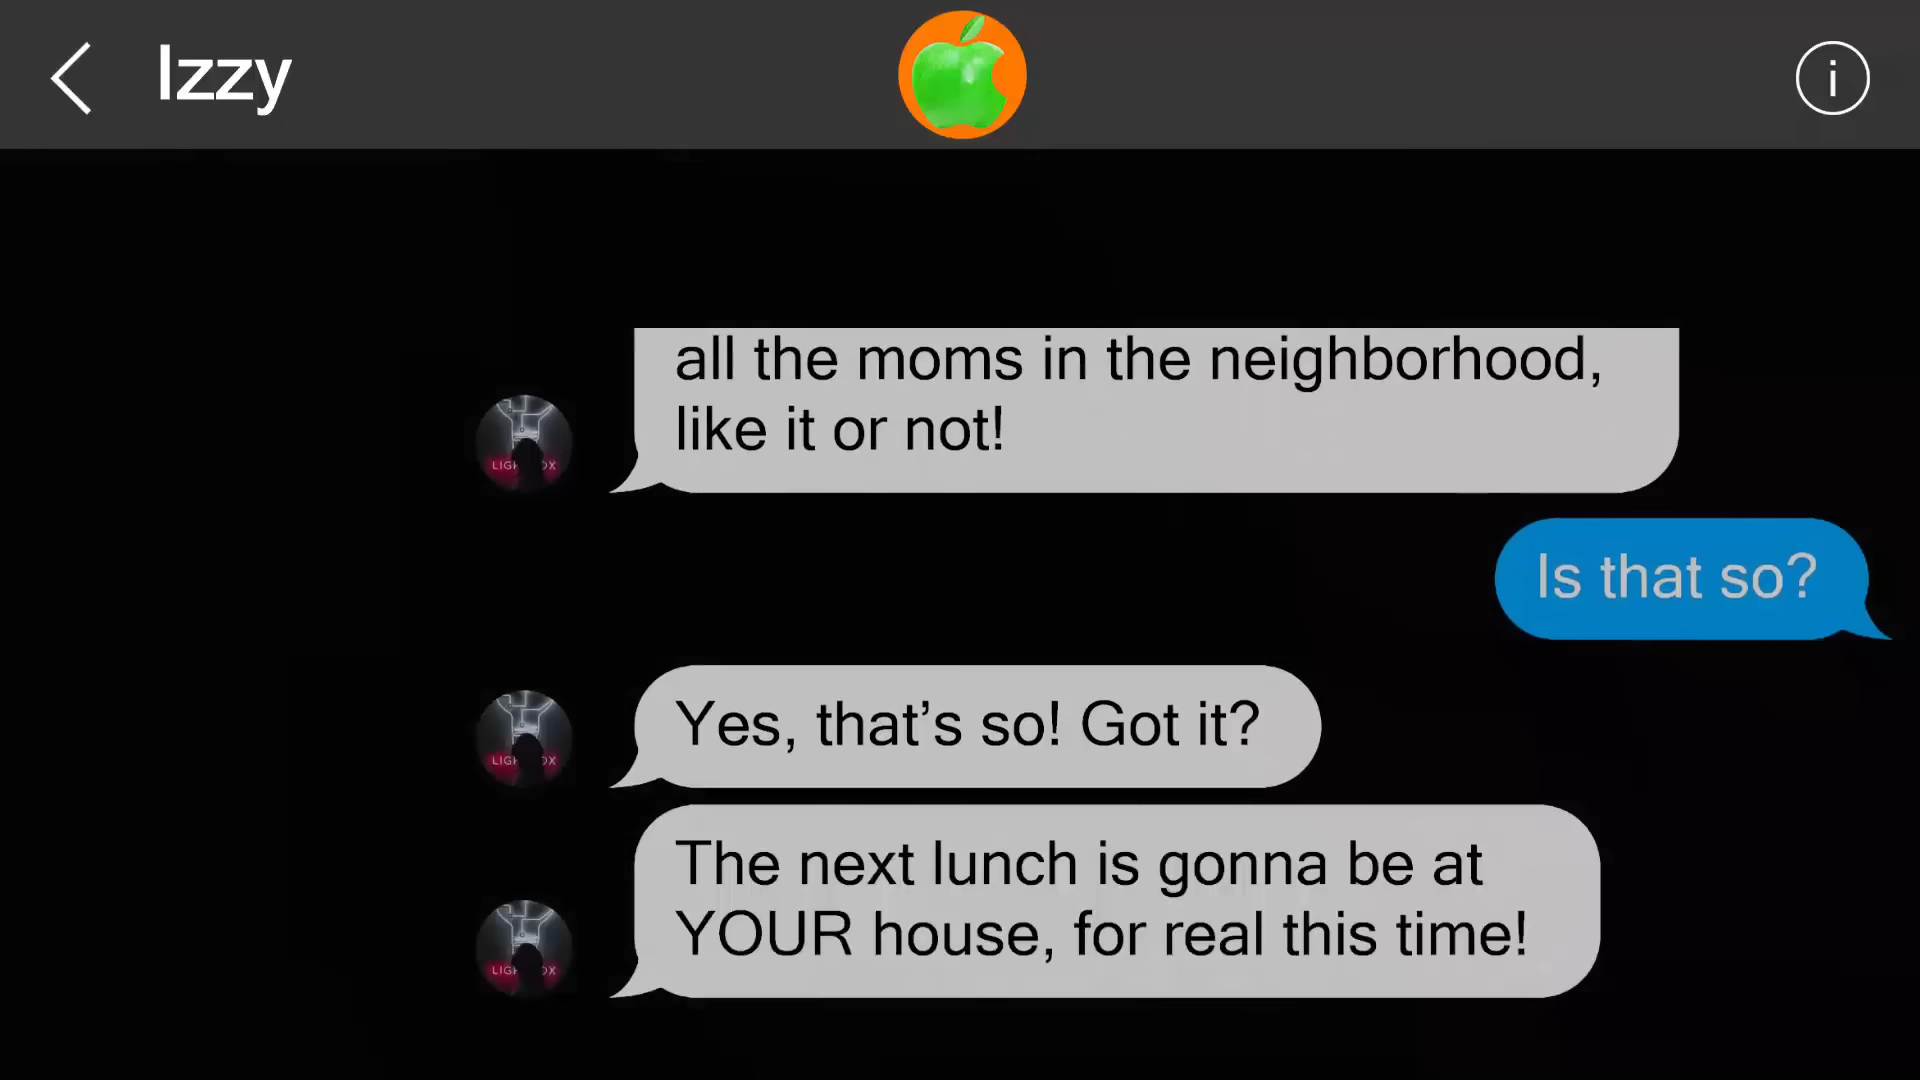 Izzy
i
all the moms in the neighborhood,
like it or not!
Is that so?
Yes, that’s so! Got it?
The next lunch is gonna be at
YOUR house, for real this time!